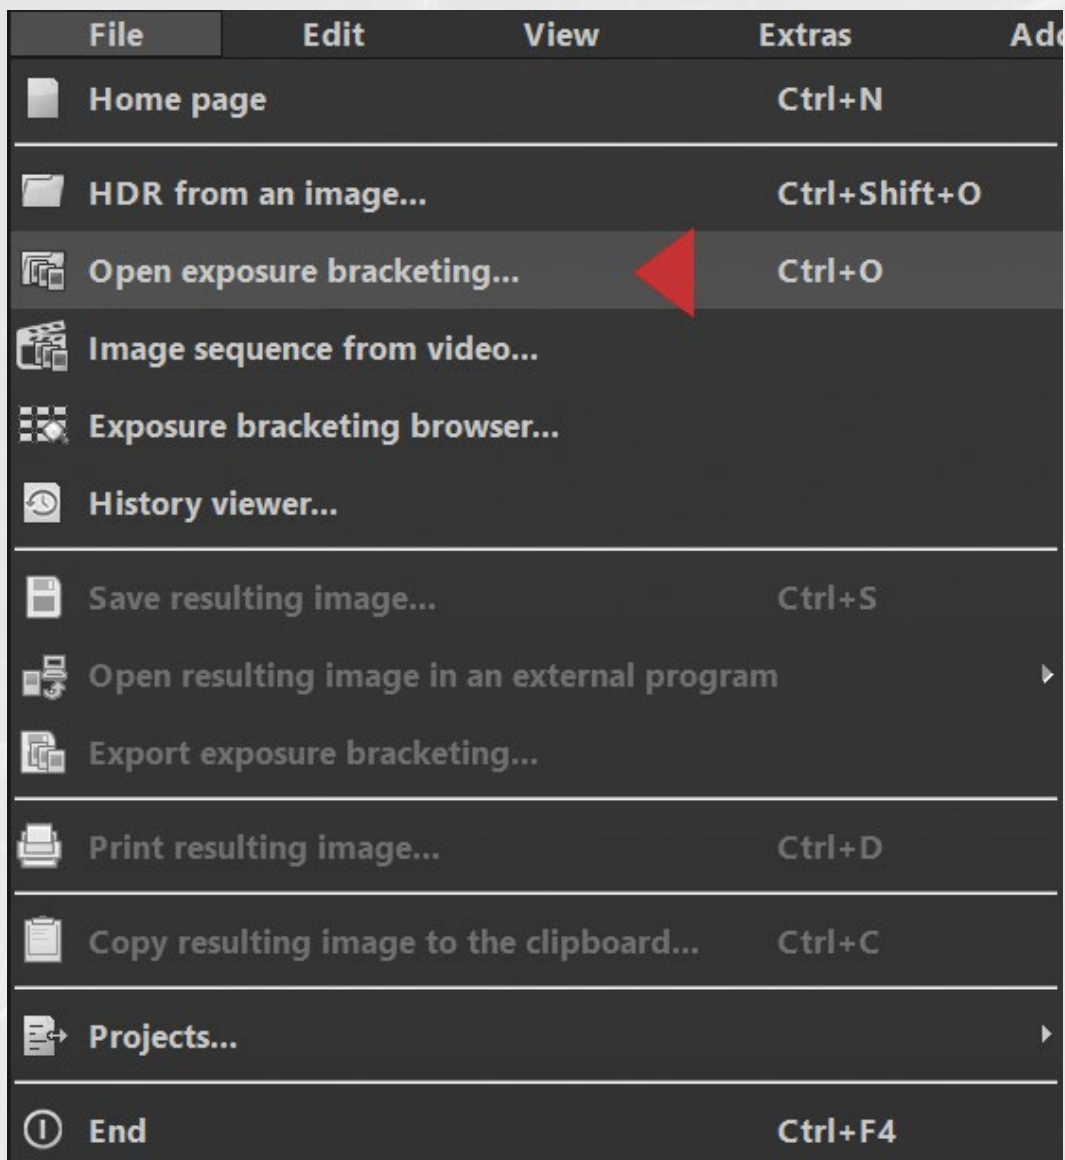 File Edit View Extras
Home page Ctrl+N
HDR from an image... Ctrl+Shift+O
Open exposure bracketing... Ctrl+O
Image sequence from video...
Exposure bracketing browser...
History viewer...
Save resulting image... Ctrl+S
Open resulting image in an external program
Export exposure bracketing...
Print resulting image... Ctrl+D
Copy resulting image to the clipboard... Ctrl+C
Projects...
End Ctrl+F4